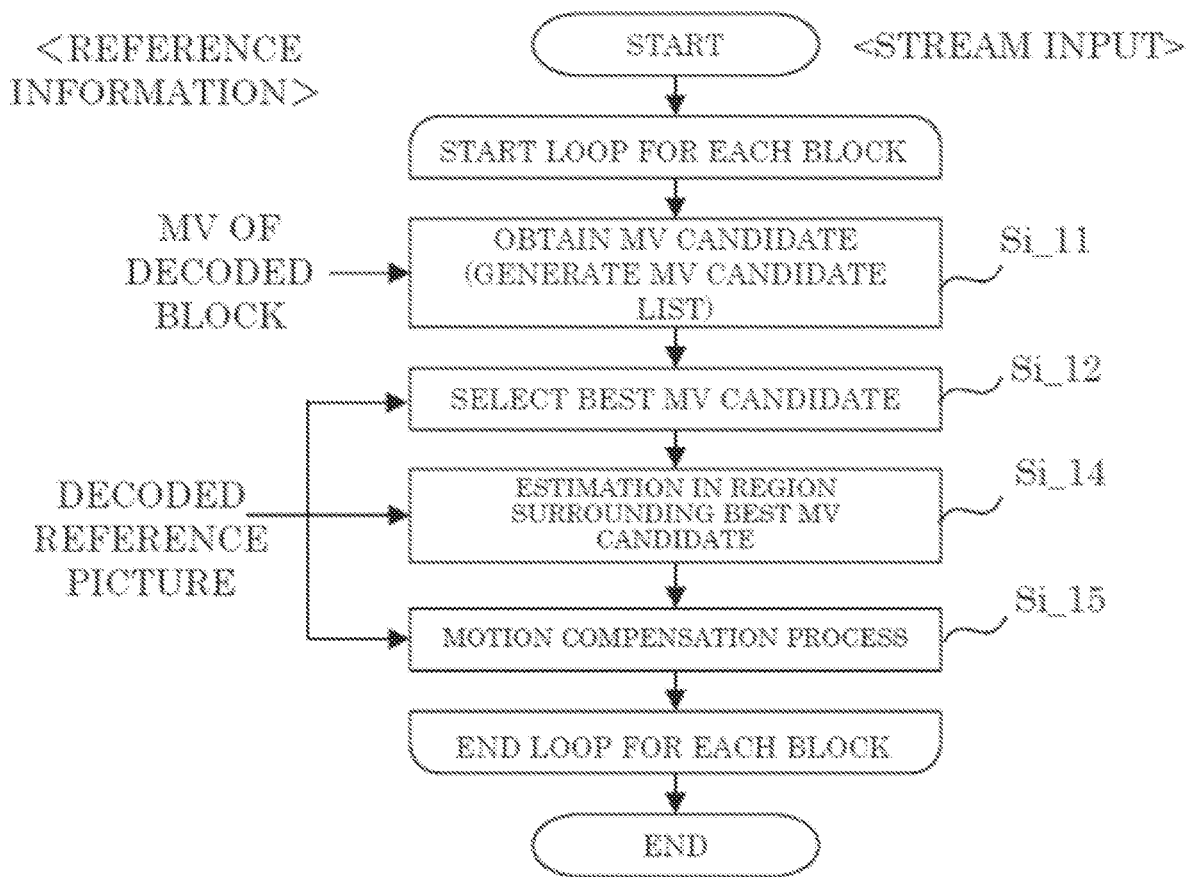 <REFERENCE
INFORMATION>
START
<STREAM INPUT>
START LOOP FOR EACH BLOCK
MV OF
DECODED
BLOCK
OBTAIN MV CANDIDATE
(GENERATE MV CANDIDATE
LIST)
Si_11
SELECT BEST MV CANDIDATE
Si_12
DECODED
REFERENCE
PICTURE
ESTIMATION IN REGION
SURROUNDING BEST MV
CANDIDATE
Si_14
MOTION COMPENSATION PROCESS
Si_15
END LOOP FOR EACH BLOCK
END